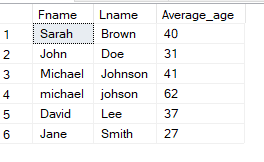 Fname Lname Average_age
1 Sarah Brown 40
2 John Doe 31
3 Michael Johnson 41
4 michael johson 62
5 David Lee 37
6 Jane Smith 27